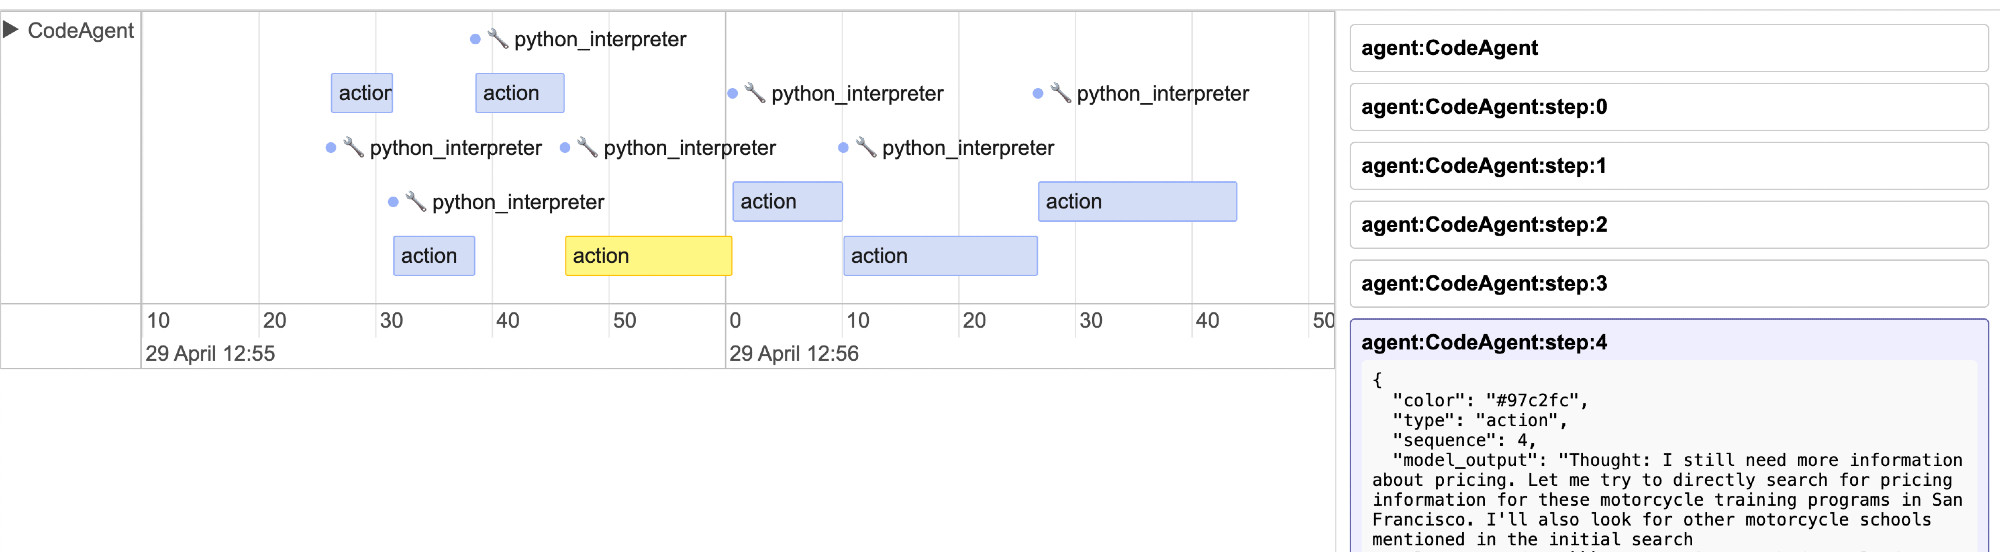 CodeAgent
python_interpreter
action
action
python_interpreter
python_interpreter
python_interpreter
python_interpreter
python_interpreter
python_interpreter
action
action
action
action
action
10 20 30 40 50 0 10 20 30 40 50
29 April 12:55 29 April 12:56
agent:CodeAgent
agent:CodeAgent:step:0
agent:CodeAgent:step:1
agent:CodeAgent:step:2
agent:CodeAgent:step:3
agent:CodeAgent:step:4
{
"color": "#97c2fc",
"type": "action",
"sequence": 4,
"model_output": "Thought: I still need more information
about pricing. Let me try to directly search for pricing
information for these motorcycle training programs in San
Francisco. I'll also look for other motorcycle schools
mentioned in the initial search